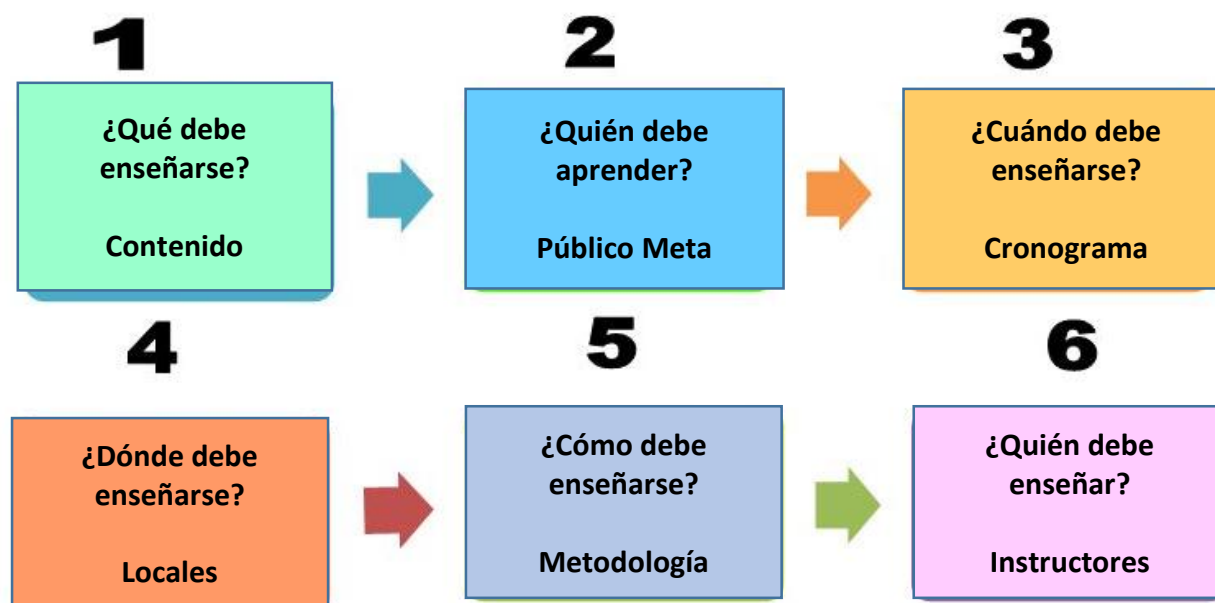 1
¿Qué debe
enseñarse?
Contenido
2
¿Quién debe
aprender?
Público Meta
3
¿Cuándo debe
enseñarse?
Cronograma
4
¿Dónde debe
enseñarse?
Locales
5
¿Cómo debe
enseñarse?
Metodología
6
¿Quién debe
enseñar?
Instructores